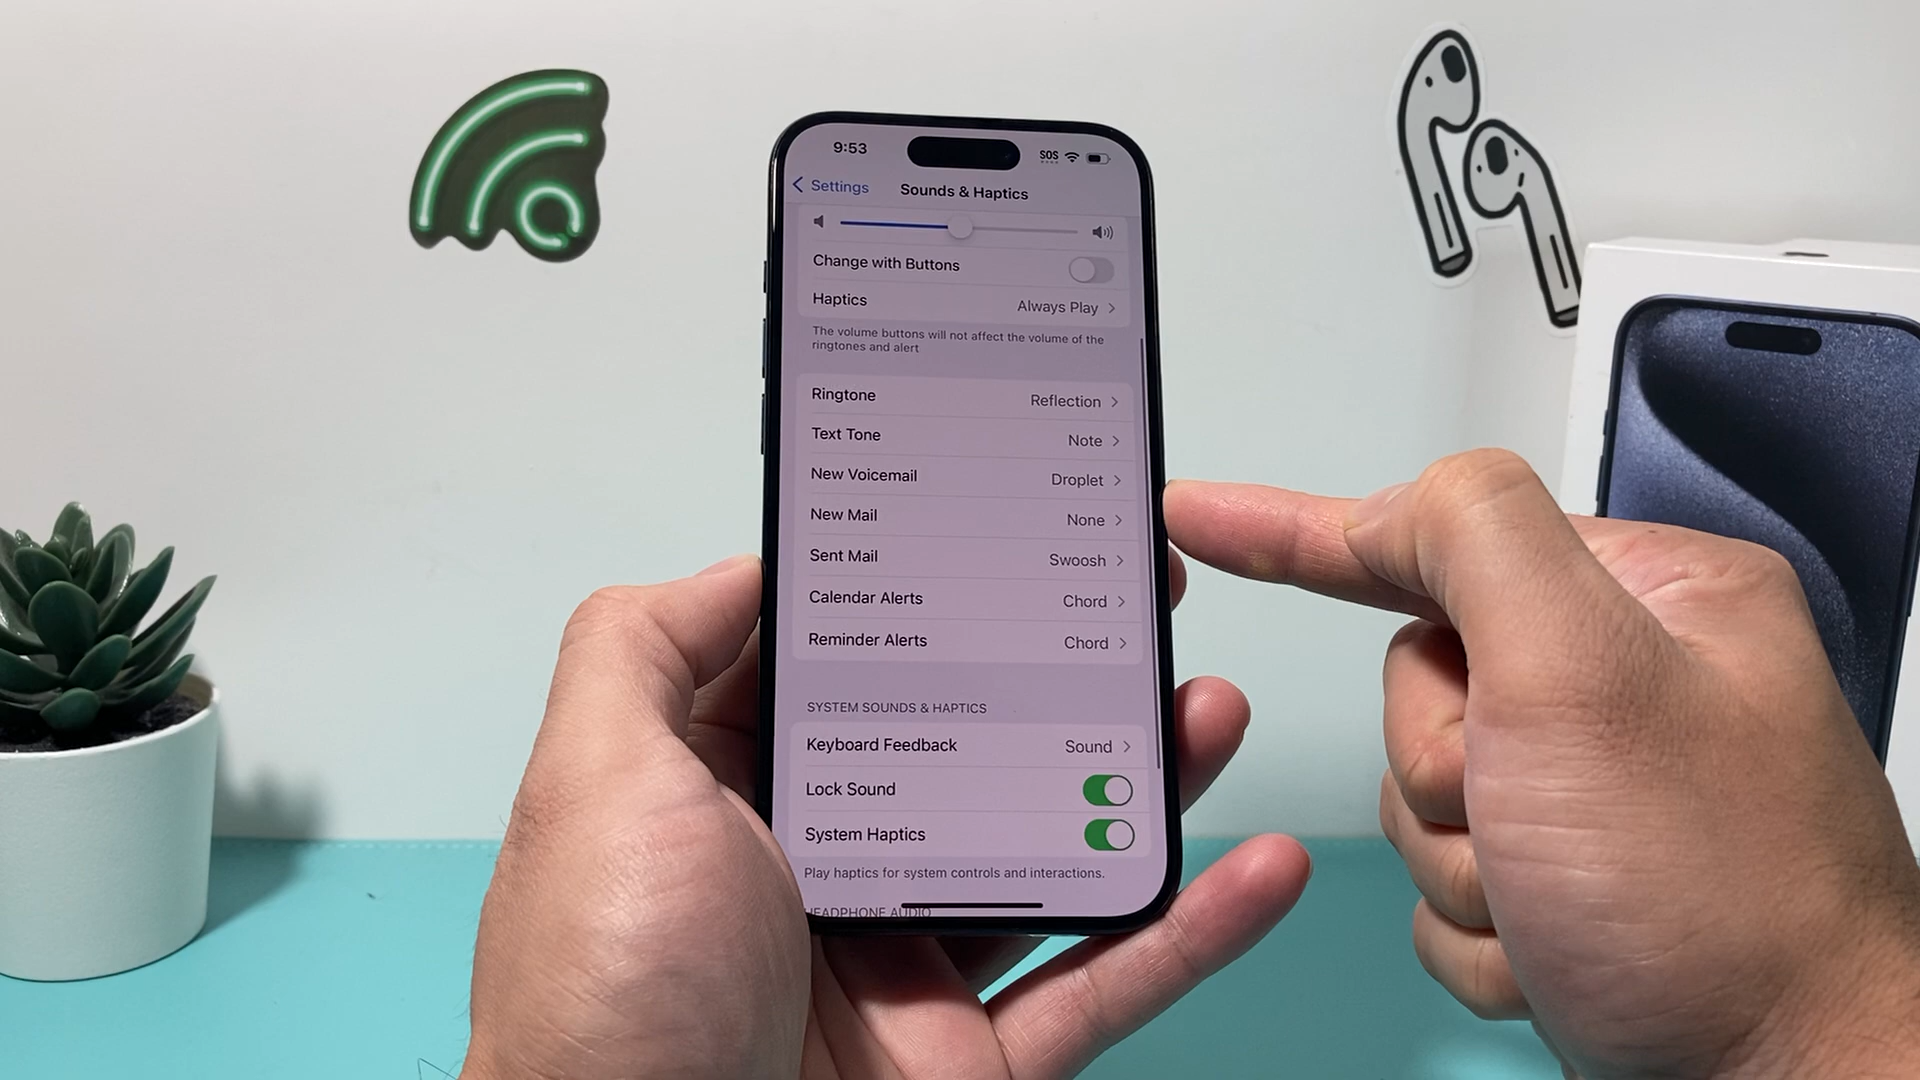 9:53
SOS
Settings
Sounds & Haptics
Change with Buttons
Haptics Always Play
The volume buttons will not affect the volume of the
ringtones and alert
Ringtone Reflection
Text Tone Note
New Voicemail Droplet
New Mail None
Sent Mail Swoosh
Calendar Alerts Chord
Reminder Alerts Chord
SYSTEM SOUNDS & HAPTICS
Keyboard Feedback Sound
Lock Sound
System Haptics
Play haptics for system controls and interactions.
HEADPHONE AUDIO